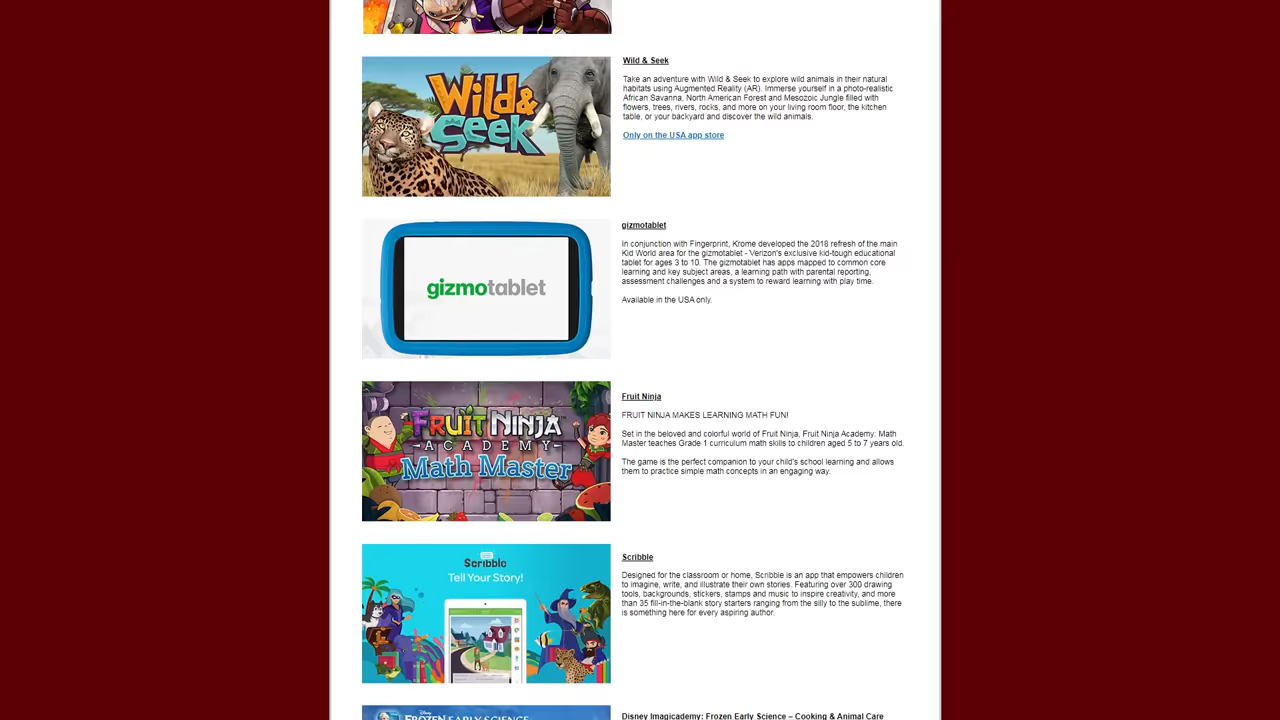 Wild &
Seek
Wild & Seek
Take an adventure with Wild & Seek to explore wild animals in their natural
habitats using Augmented Reality (AR). Immerse yourself in a photo-realistic
African Savanna, North American Forest and Mesozoic Jungle filled with
flowers, trees, rivers, rocks, and more on your living room floor, the kitchen
table, or your backyard and discover the wild animals.
Only on the USA app store
gizmotablet
gizmotablet
In conjunction with Fingerprint, Krome developed the 2018 refresh of the main
Kid World area for the gizmotablet - Verizon's exclusive kid-tough educational
tablet for ages 3 to 10. The gizmotablet has apps mapped to common core
learning and key subject areas, a learning path with parental reporting,
assessment challenges and a system to reward learning with play time.
Available in the USA only.
FRUIT NINJA
ACADEMY
Math Master
Fruit Ninja
FRUIT NINJA MAKES LEARNING MATH FUN!
Set in the beloved and colorful world of Fruit Ninja, Fruit Ninja Academy: Math
Master teaches Grade 1 curriculum math skills to children aged 5 to 7 years old.
The game is the perfect companion to your child's school learning and allows
them to practice simple math concepts in an engaging way.
Scribble
Tell Your Story!
Scribble
Designed for the classroom or home, Scribble is an app that empowers children
to imagine, write, and illustrate their own stories. Featuring over 300 drawing
tools, backgrounds, stickers, stamps and music to inspire creativity, and more
than 35 fill-in-the-blank story starters ranging from the silly to the sublime, there
is something here for every aspiring author.
Disney
FROZEN EARLY SCIENCE
Disney Imagicademy: Frozen Early Science – Cooking & Animal Care